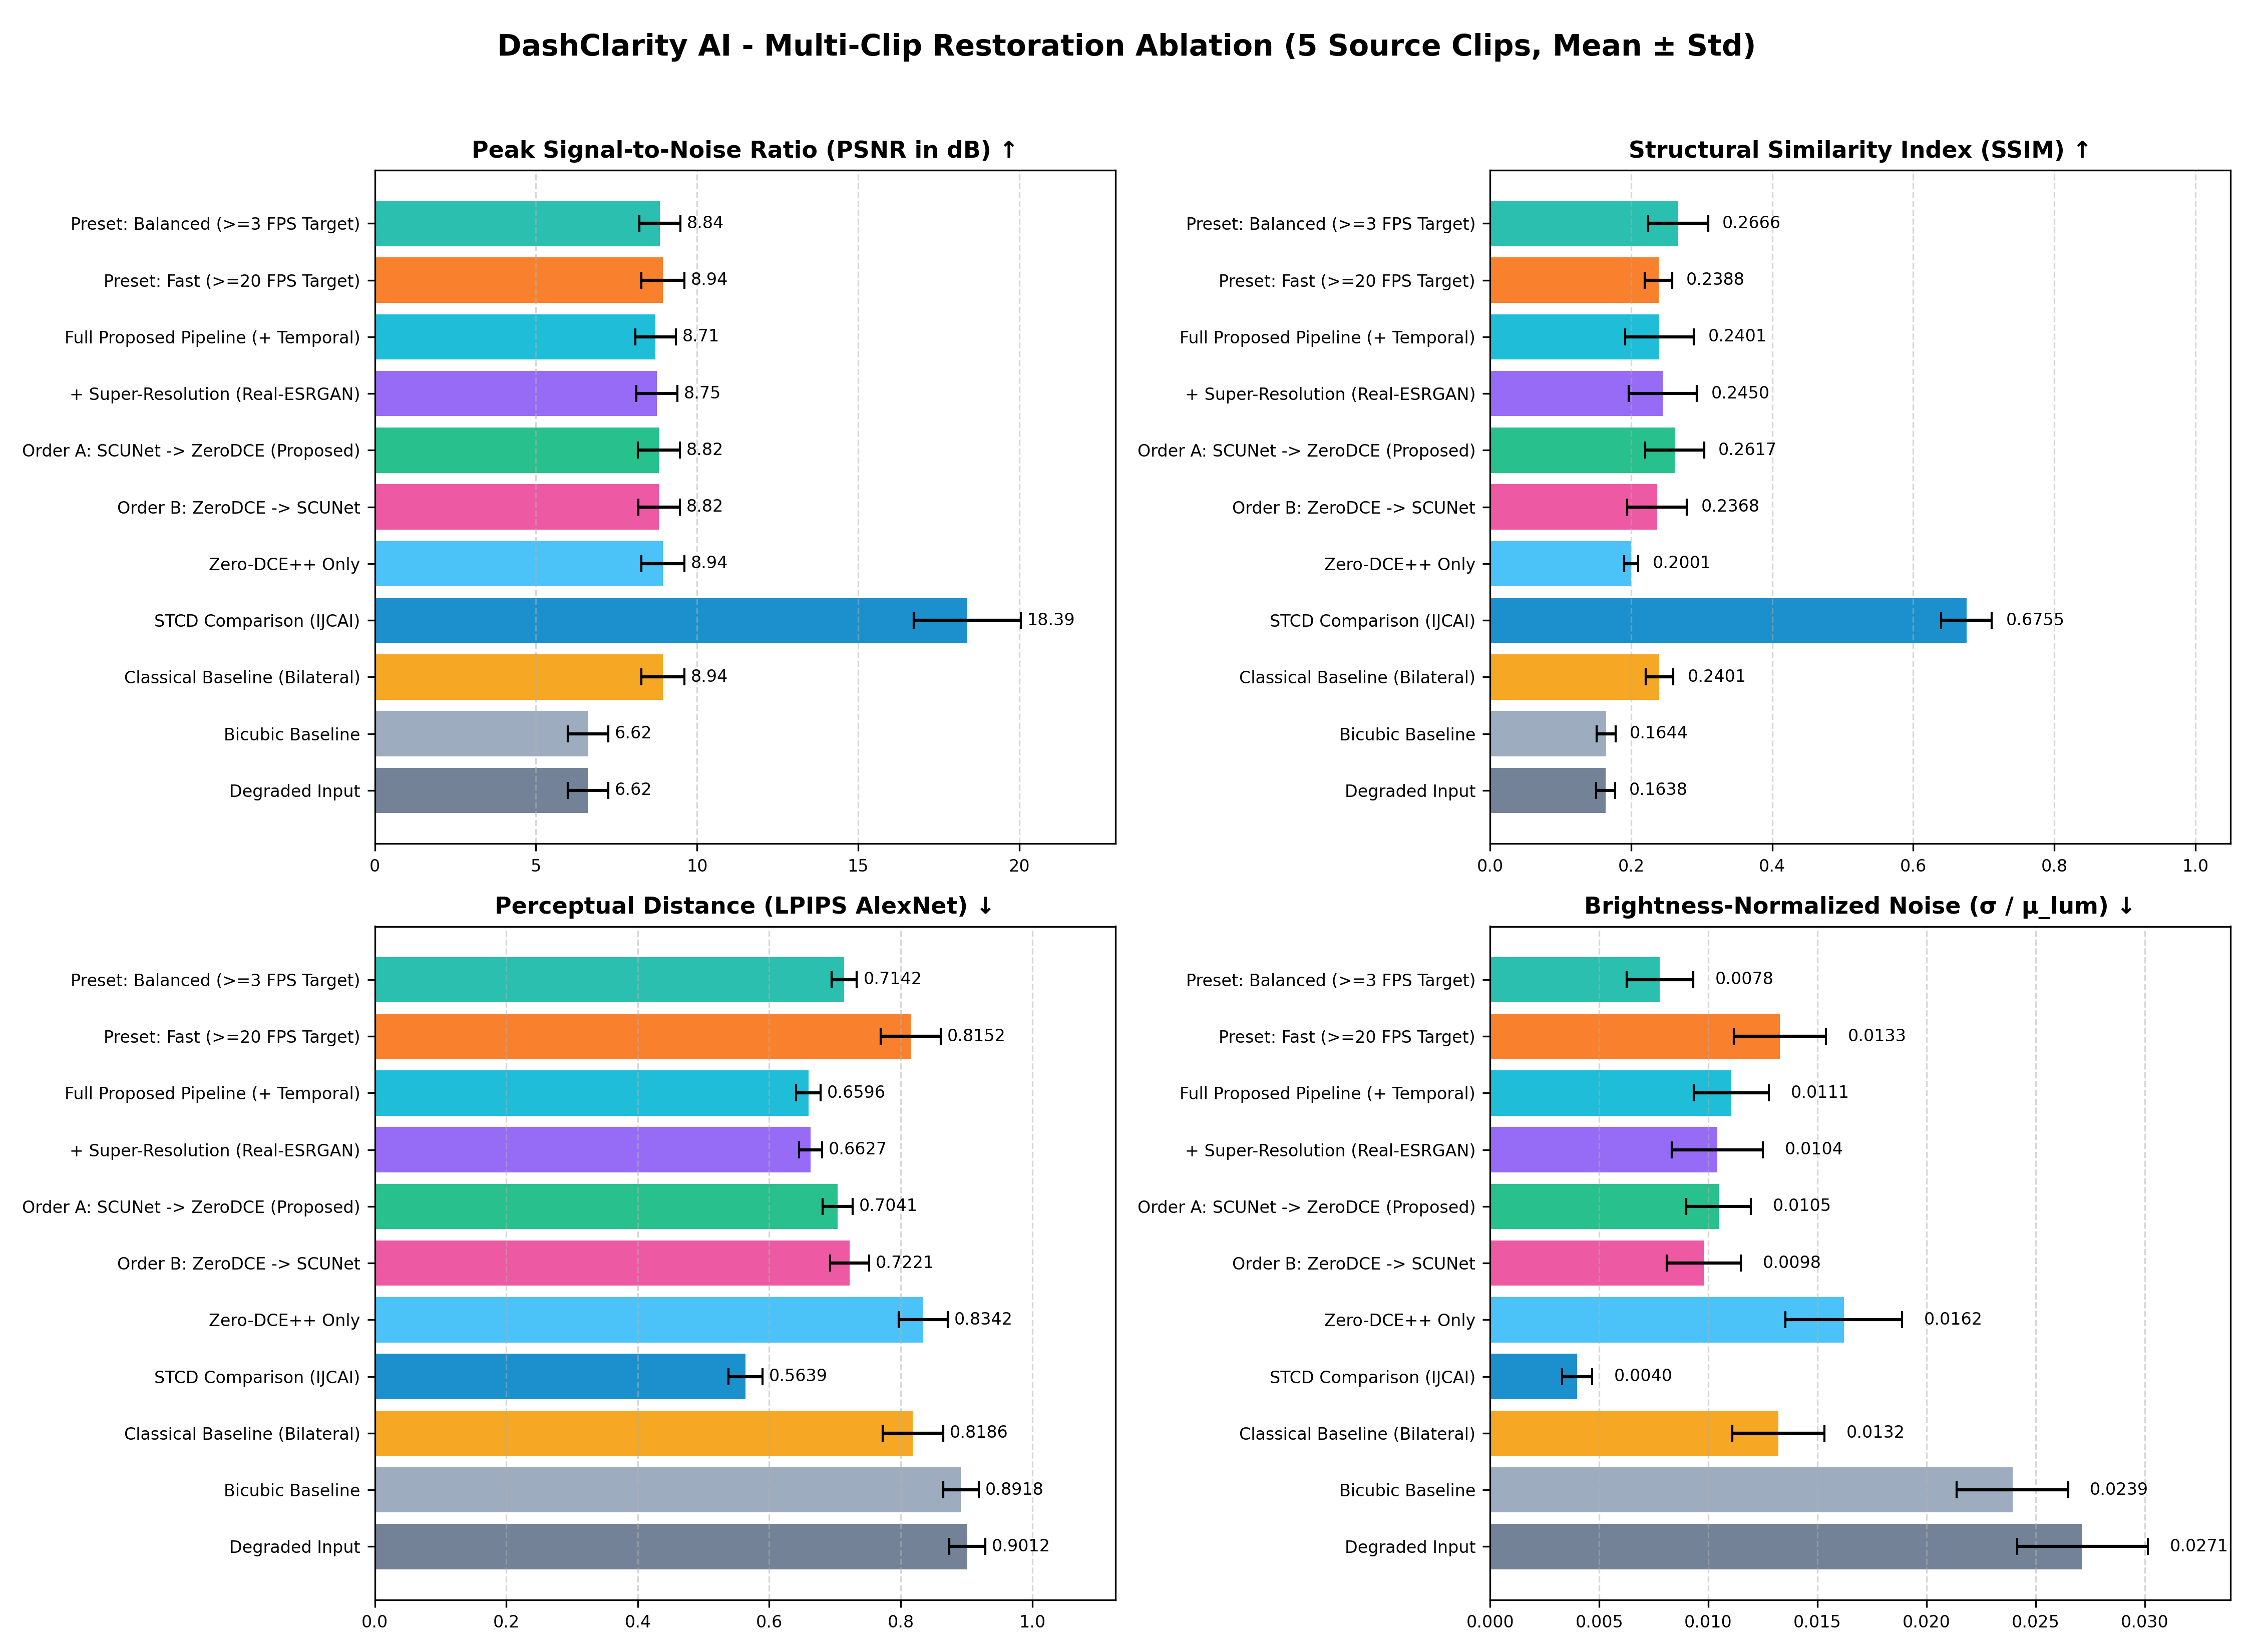 DashClarity AI - Multi-Clip Restoration Ablation (5 Source Clips, Mean ± Std)
Peak Signal-to-Noise Ratio (PSNR in dB) ↑
Preset: Balanced (>=3 FPS Target)
8.84
Preset: Fast (>=20 FPS Target)
8.94
Full Proposed Pipeline (+ Temporal)
8.71
+ Super-Resolution (Real-ESRGAN)
8.75
Order A: SCUNet -> ZeroDCE (Proposed)
8.82
Order B: ZeroDCE -> SCUNet
8.82
Zero-DCE++ Only
8.94
STCD Comparison (IJCAI)
18.39
Classical Baseline (Bilateral)
8.94
Bicubic Baseline
6.62
Degraded Input
6.62
0 5 10 15 20
Structural Similarity Index (SSIM) ↑
Preset: Balanced (>=3 FPS Target)
0.2666
Preset: Fast (>=20 FPS Target)
0.2388
Full Proposed Pipeline (+ Temporal)
0.2401
+ Super-Resolution (Real-ESRGAN)
0.2450
Order A: SCUNet -> ZeroDCE (Proposed)
0.2617
Order B: ZeroDCE -> SCUNet
0.2368
Zero-DCE++ Only
0.2001
STCD Comparison (IJCAI)
0.6755
Classical Baseline (Bilateral)
0.2401
Bicubic Baseline
0.1644
Degraded Input
0.1638
0.0 0.2 0.4 0.6 0.8 1.0
Perceptual Distance (LPIPS AlexNet) ↓
Preset: Balanced (>=3 FPS Target)
0.7142
Preset: Fast (>=20 FPS Target)
0.8152
Full Proposed Pipeline (+ Temporal)
0.6596
+ Super-Resolution (Real-ESRGAN)
0.6627
Order A: SCUNet -> ZeroDCE (Proposed)
0.7041
Order B: ZeroDCE -> SCUNet
0.7221
Zero-DCE++ Only
0.8342
STCD Comparison (IJCAI)
0.5639
Classical Baseline (Bilateral)
0.8186
Bicubic Baseline
0.8918
Degraded Input
0.9012
0.0 0.2 0.4 0.6 0.8 1.0
Brightness-Normalized Noise (σ / μ_lum) ↓
Preset: Balanced (>=3 FPS Target)
0.0078
Preset: Fast (>=20 FPS Target)
0.0133
Full Proposed Pipeline (+ Temporal)
0.0111
+ Super-Resolution (Real-ESRGAN)
0.0104
Order A: SCUNet -> ZeroDCE (Proposed)
0.0105
Order B: ZeroDCE -> SCUNet
0.0098
Zero-DCE++ Only
0.0162
STCD Comparison (IJCAI)
0.0040
Classical Baseline (Bilateral)
0.0132
Bicubic Baseline
0.0239
Degraded Input
0.0271
0.000 0.005 0.010 0.015 0.020 0.025 0.030